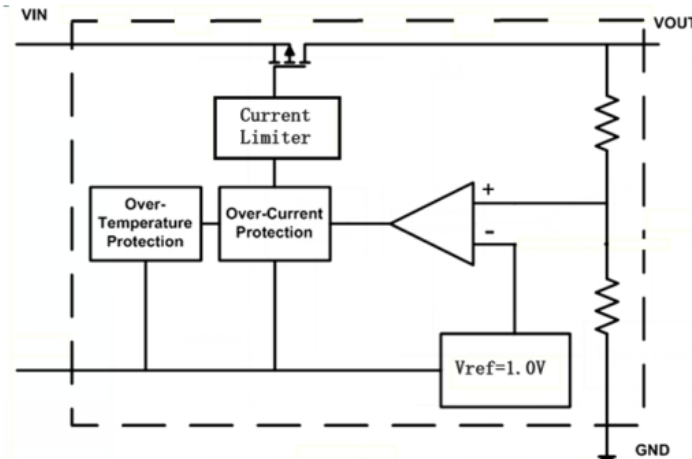 VIN
VOUT
Current
Limiter
Over-
Temperature
Protection
Over-Current
Protection
+
-
Vref=1.0V
GND